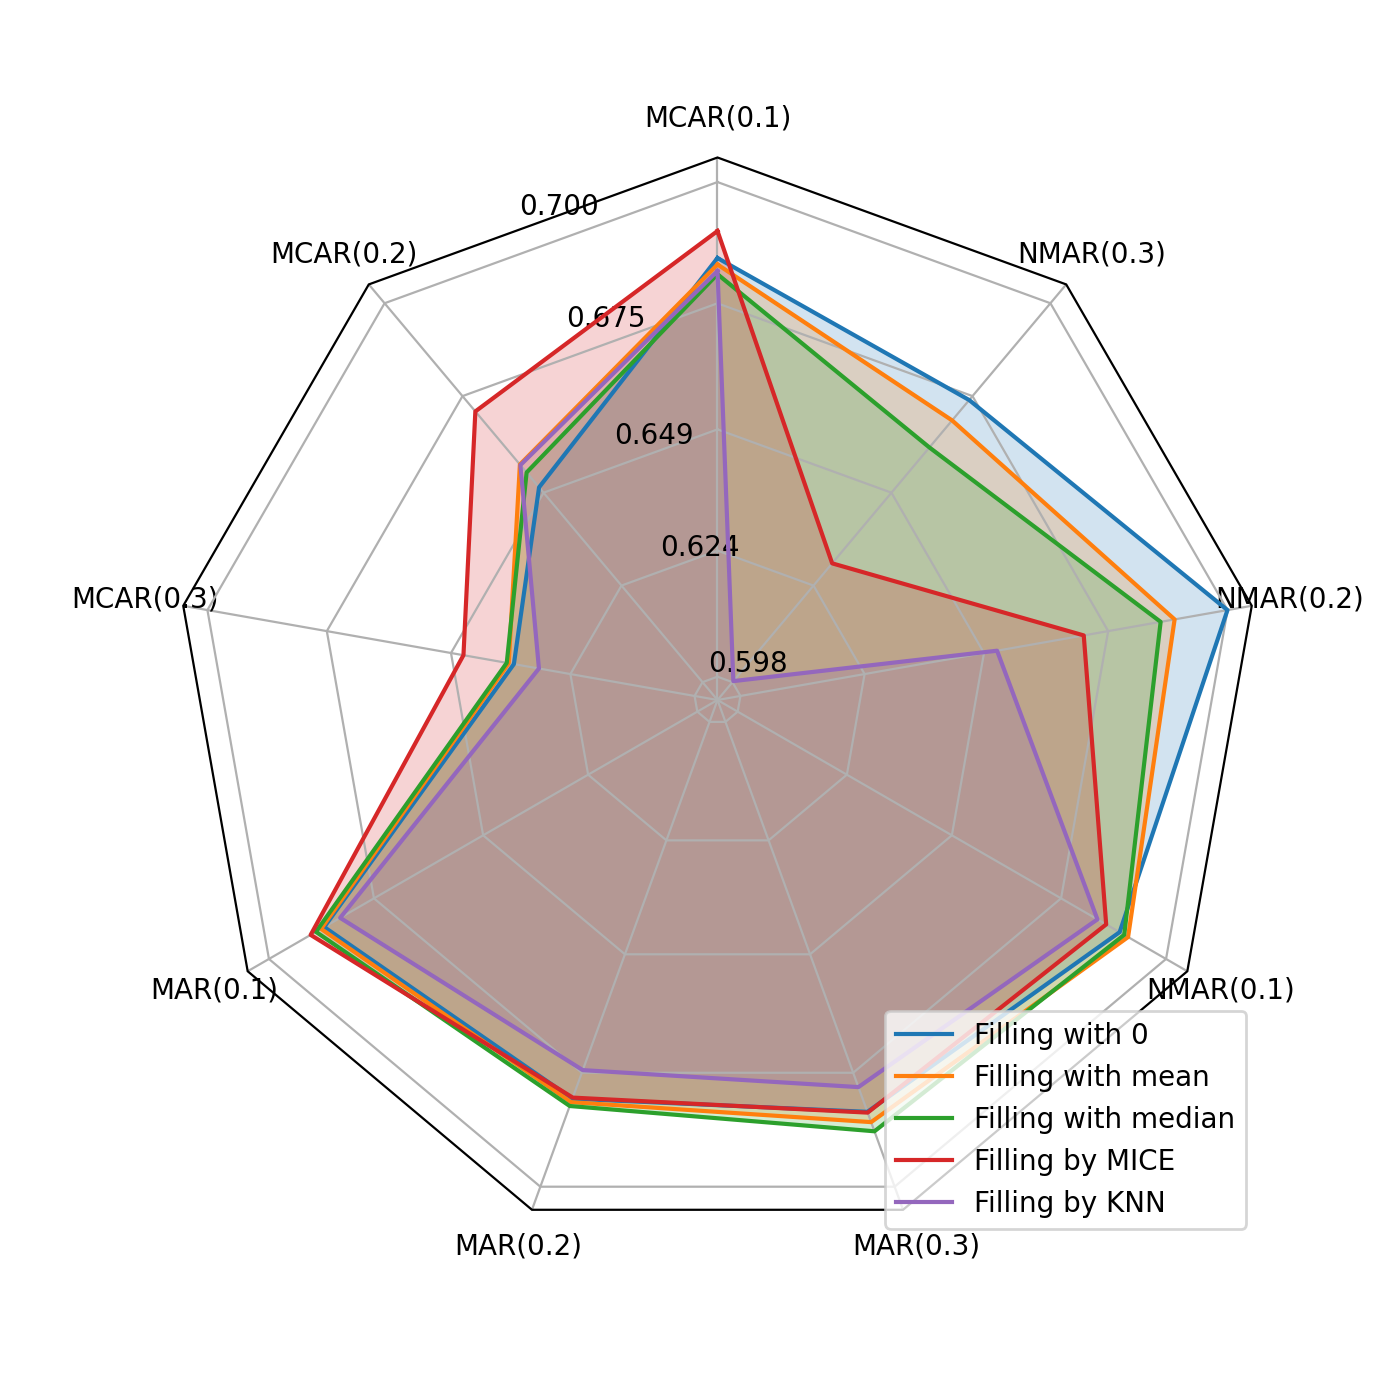 MCAR(0.1)
0.700
MCAR(0.2)
NMAR(0.3)
0.675
0.649
0.624
MCAR(0.3)
NMAR(0.2)
0.598
MAR(0.1)
NMAR(0.1)
Filling with 0
Filling with mean
Filling with median
Filling by MICE
Filling by KNN
MAR(0.2)
MAR(0.3)